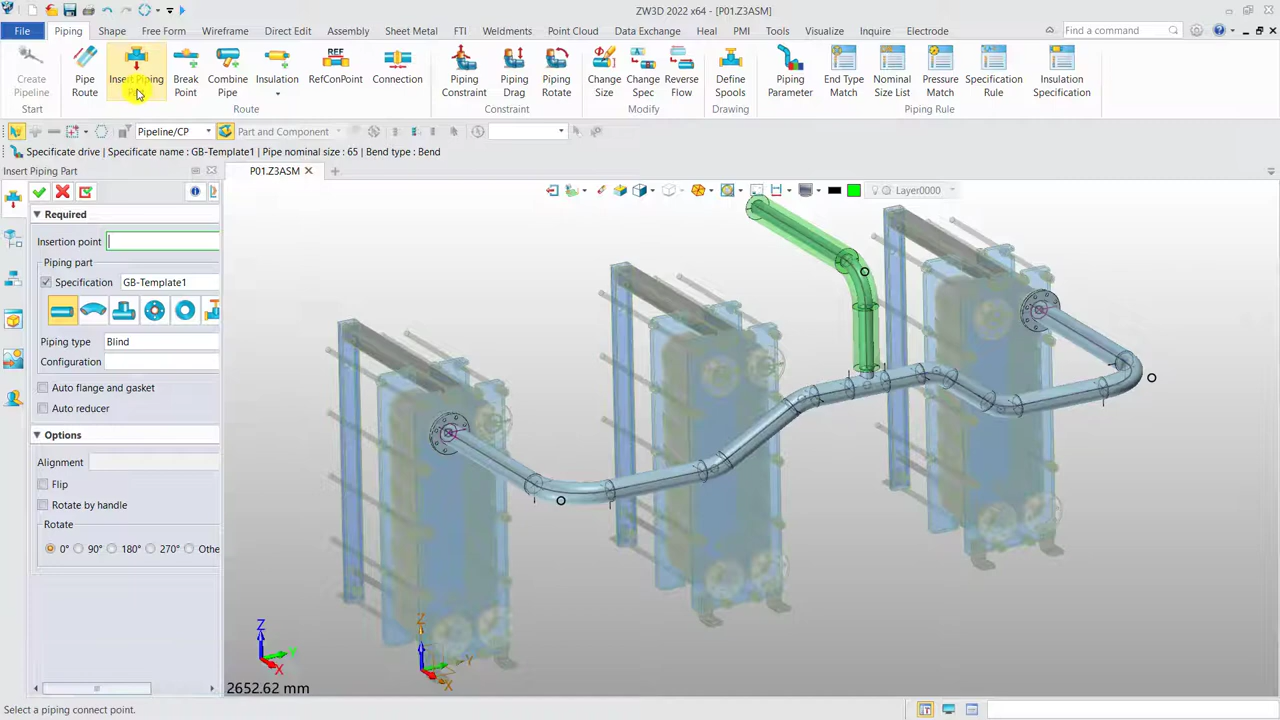 ZW3D 2022 x64 - [P01.Z3ASM]
Find a command
File Piping Shape Free Form Wireframe Direct Edit Assembly Sheet Metal FTI Weldments Point Cloud Data Exchange Heal PMI Tools Visualize Inquire Electrode
Create Pipeline
Pipe Route
Insert Piping
Break Point
Combine Pipe
Insulation
REF
RefConPoint
Connection
Piping Constraint
Piping Drag
Piping Rotate
Change Size
Change Spec
Reverse Flow
Define Spools
Piping Parameter
End Type Match
Nominal Size List
Pressure Match
Specification Rule
Insulation Specification
Start Route Constraint Modify Drawing Piping Rule
Pipeline/CP Part and Component
Specificate drive | Specificate name : GB-Template1 | Pipe nominal size : 65 | Bend type : Bend
Insert Piping Part
P01.Z3ASM
Layer0000
Required
Insertion point
Piping part
Specification GB-Template1
Piping type Blind
Configuration
Auto flange and gasket
Auto reducer
Options
Alignment
Flip
Rotate by handle
Rotate
0° 90° 180° 270° Othe
Z
Y
X
Z
Y
X
2652.62 mm
Select a piping connect point.